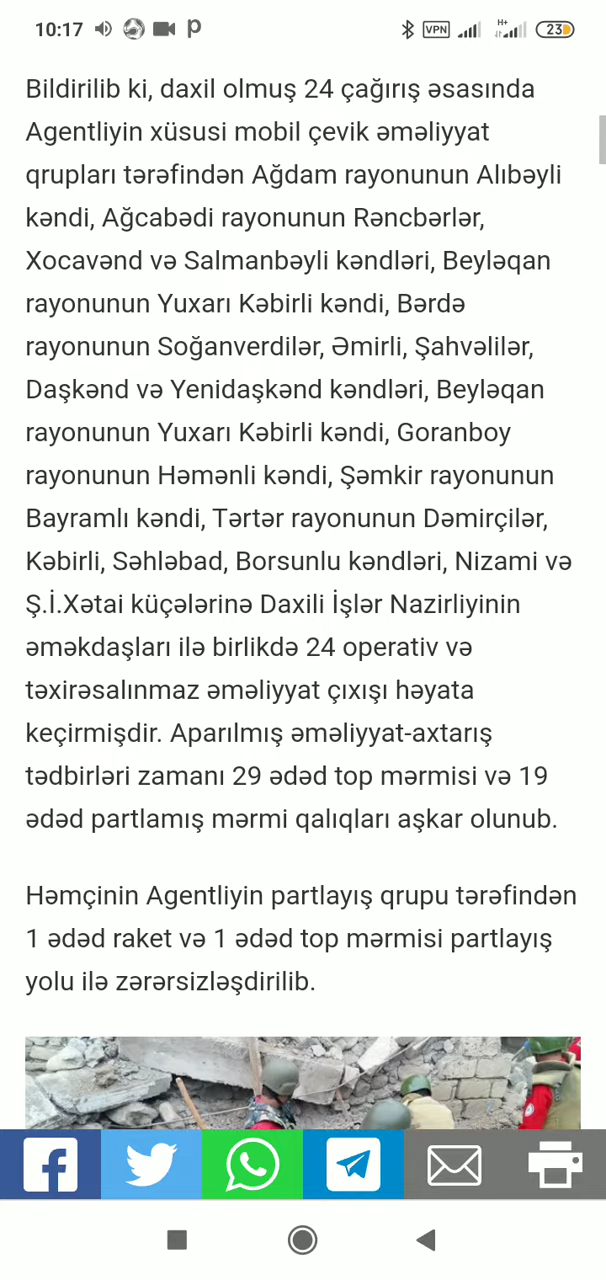 10:17
VPN
H+
23
Bildirilib ki, daxil olmuş 24 çağırış əsasında
Agentliyin xüsusi mobil çevik əməliyyat
qrupları tərəfindən Ağdam rayonunun Alıbəyli
kəndi, Ağcabədi rayonunun Rəncbərlər,
Xocavənd və Salmanbəyli kəndləri, Beyləqan
rayonunun Yuxarı Kəbirli kəndi, Bərdə
rayonunun Soğanverdilər, Əmirli, Şahvəlilər,
Daşkənd və Yenidaşkənd kəndləri, Beyləqan
rayonunun Yuxarı Kəbirli kəndi, Goranboy
rayonunun Həmənli kəndi, Şəmkir rayonunun
Bayramlı kəndi, Tərtər rayonunun Dəmirçilər,
Kəbirli, Səhləbad, Borsunlu kəndləri, Nizami və
Ş.İ.Xətai küçələrinə Daxili İşlər Nazirliyinin
əməkdaşları ilə birlikdə 24 operativ və
təxirəsalınmaz əməliyyat çıxışı həyata
keçirmişdir. Aparılmış əməliyyat-axtarış
tədbirləri zamanı 29 ədəd top mərmisi və 19
ədəd partlamış mərmi qalıqları aşkar olunub.
Həmçinin Agentliyin partlayış qrupu tərəfindən
1 ədəd raket və 1 ədəd top mərmisi partlayış
yolu ilə zərərsizləşdirilib.